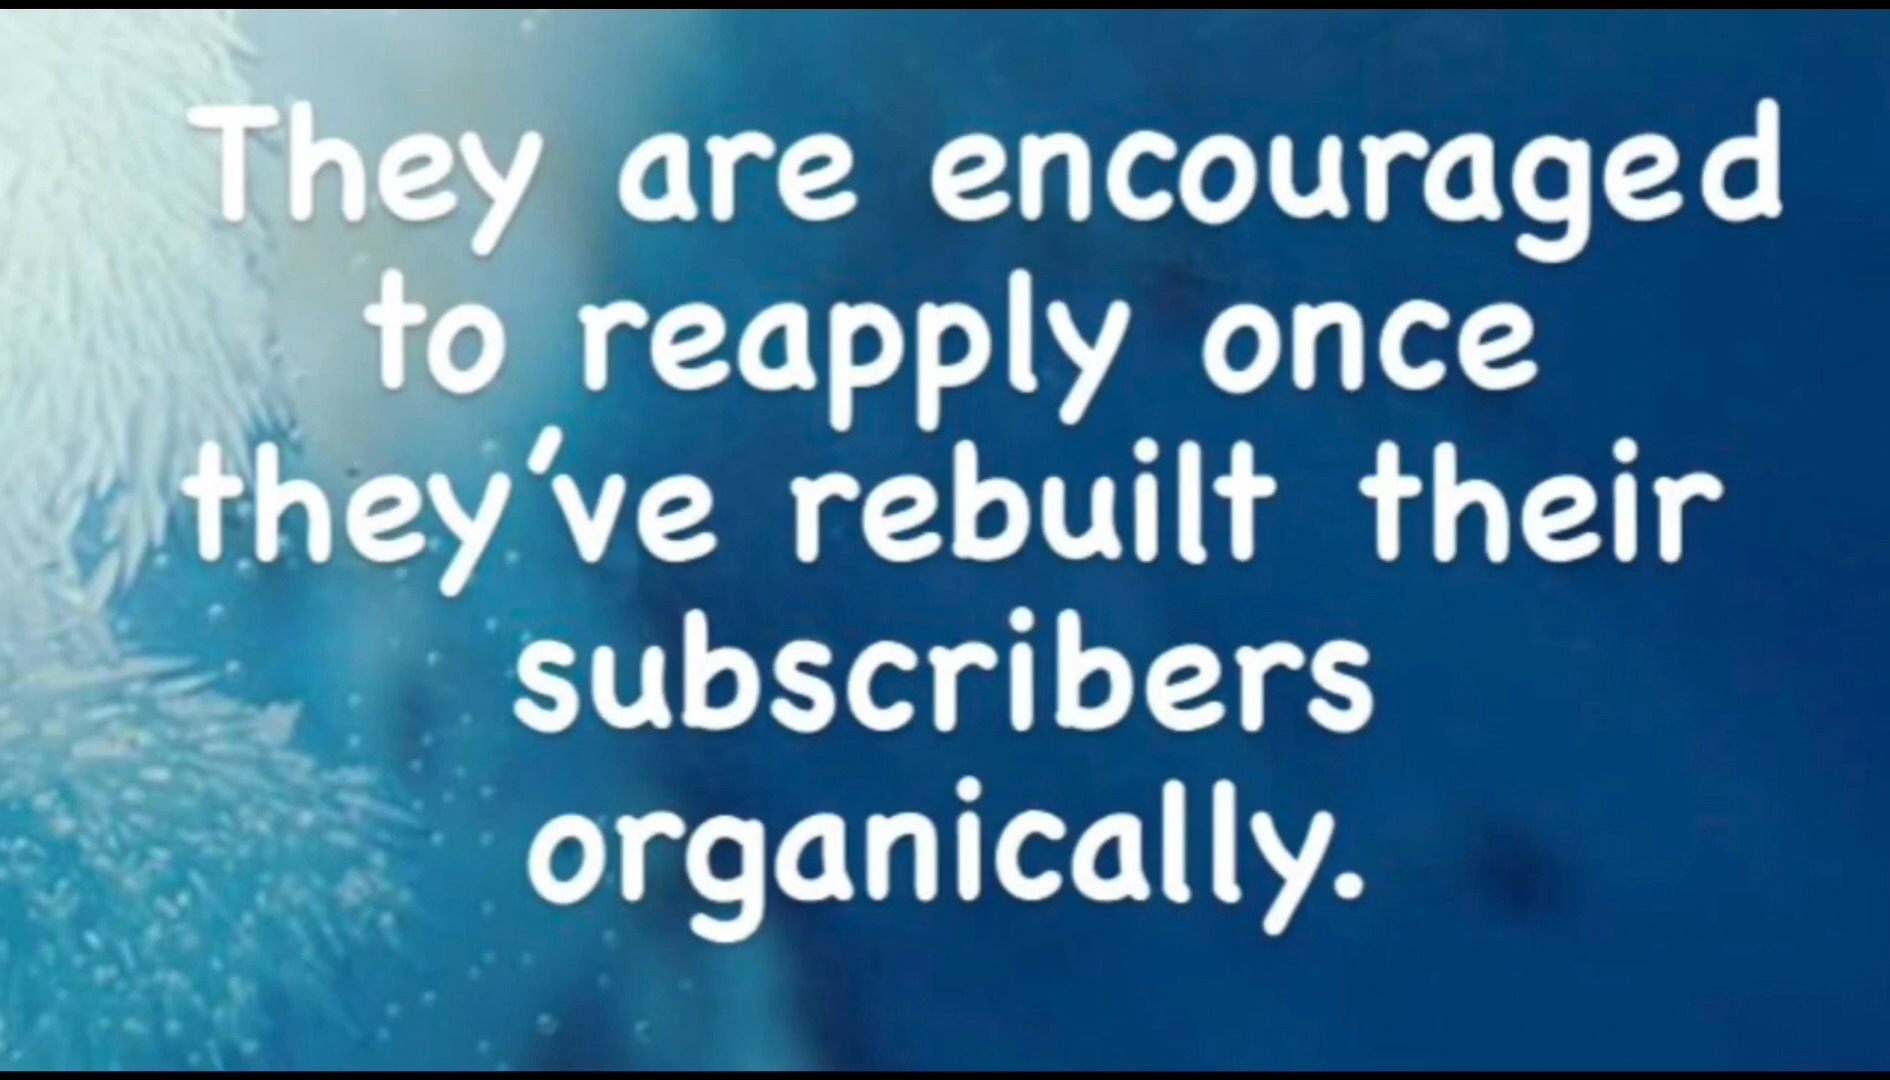 They are encouraged
to reapply once
they've rebuilt their
subscribers
organically.